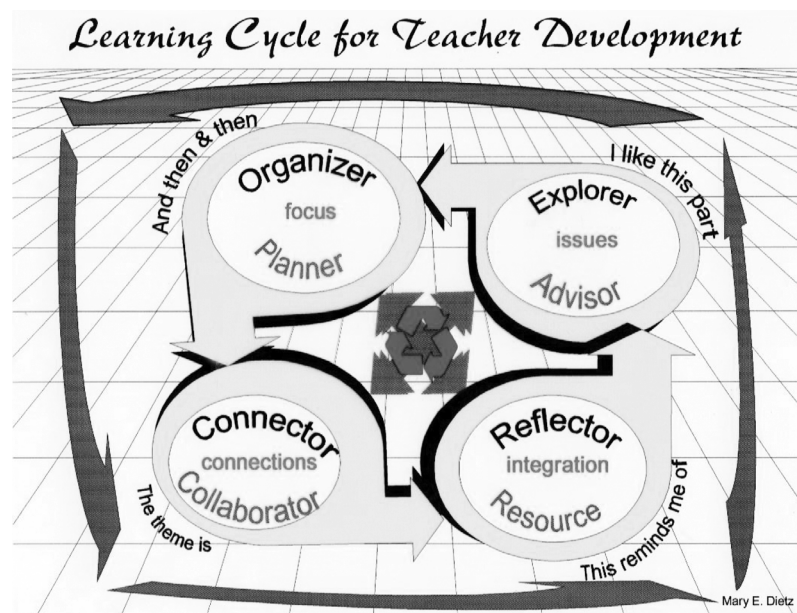 Learning Cycle for Teacher Development
And then & then
Organizer
focus
Planner
I like this part
Explorer
issues
Advisor
The theme is
Connector
connections
Collaborator
This reminds me of
Reflector
integration
Resource
Mary E. Dietz